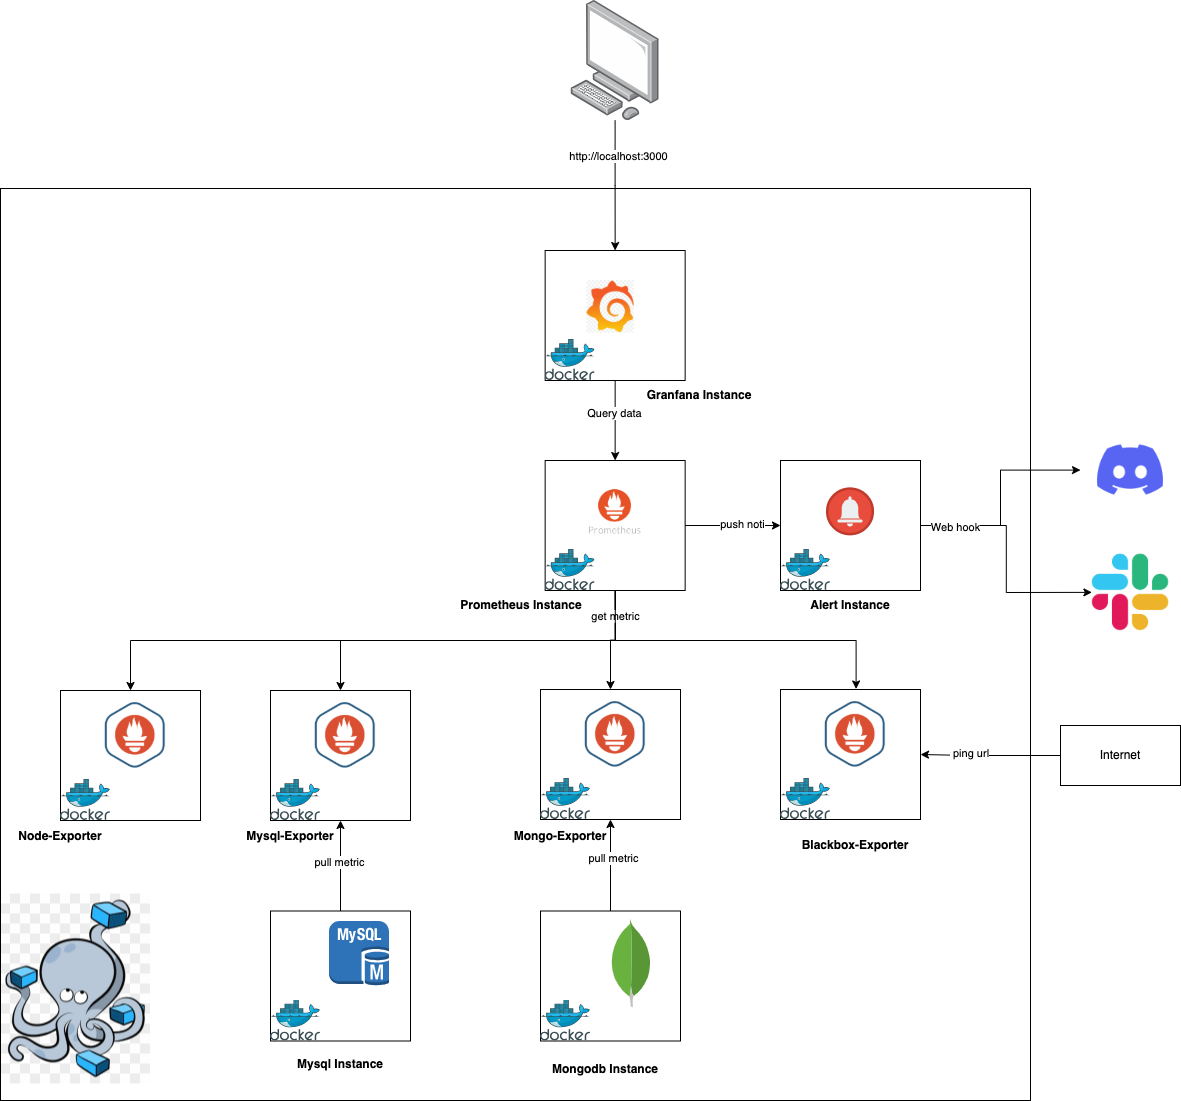 http://localhost:3000
docker
Granfana Instance
Query data
Prometheus
docker
push noti
docker
Web hook
Prometheus Instance
Alert Instance
get metric
docker
docker
docker
docker
ping url
Internet
Node-Exporter
Mysql-Exporter
Mongo-Exporter
Blackbox-Exporter
pull metric
pull metric
MySQL
M
docker
docker
Mysql Instance
Mongodb Instance